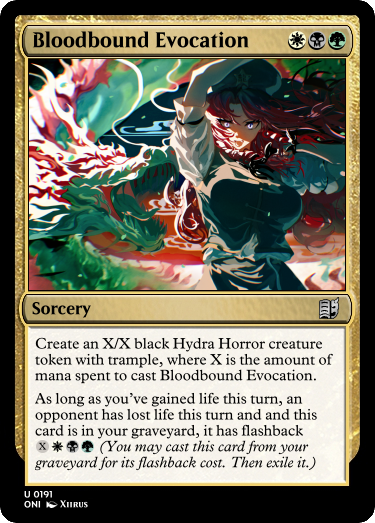 Bloodbound Evocation
Sorcery
Create an X/X black Hydra Horror creature
token with trample, where X is the amount of
mana spent to cast Bloodbound Evocation.
As long as you've gained life this turn, an
opponent has lost life this turn and and this
card is in your graveyard, it has flashback
X (You may cast this card from your
graveyard for its flashback cost. Then exile it.)
U 0191
ONI XIIRUS